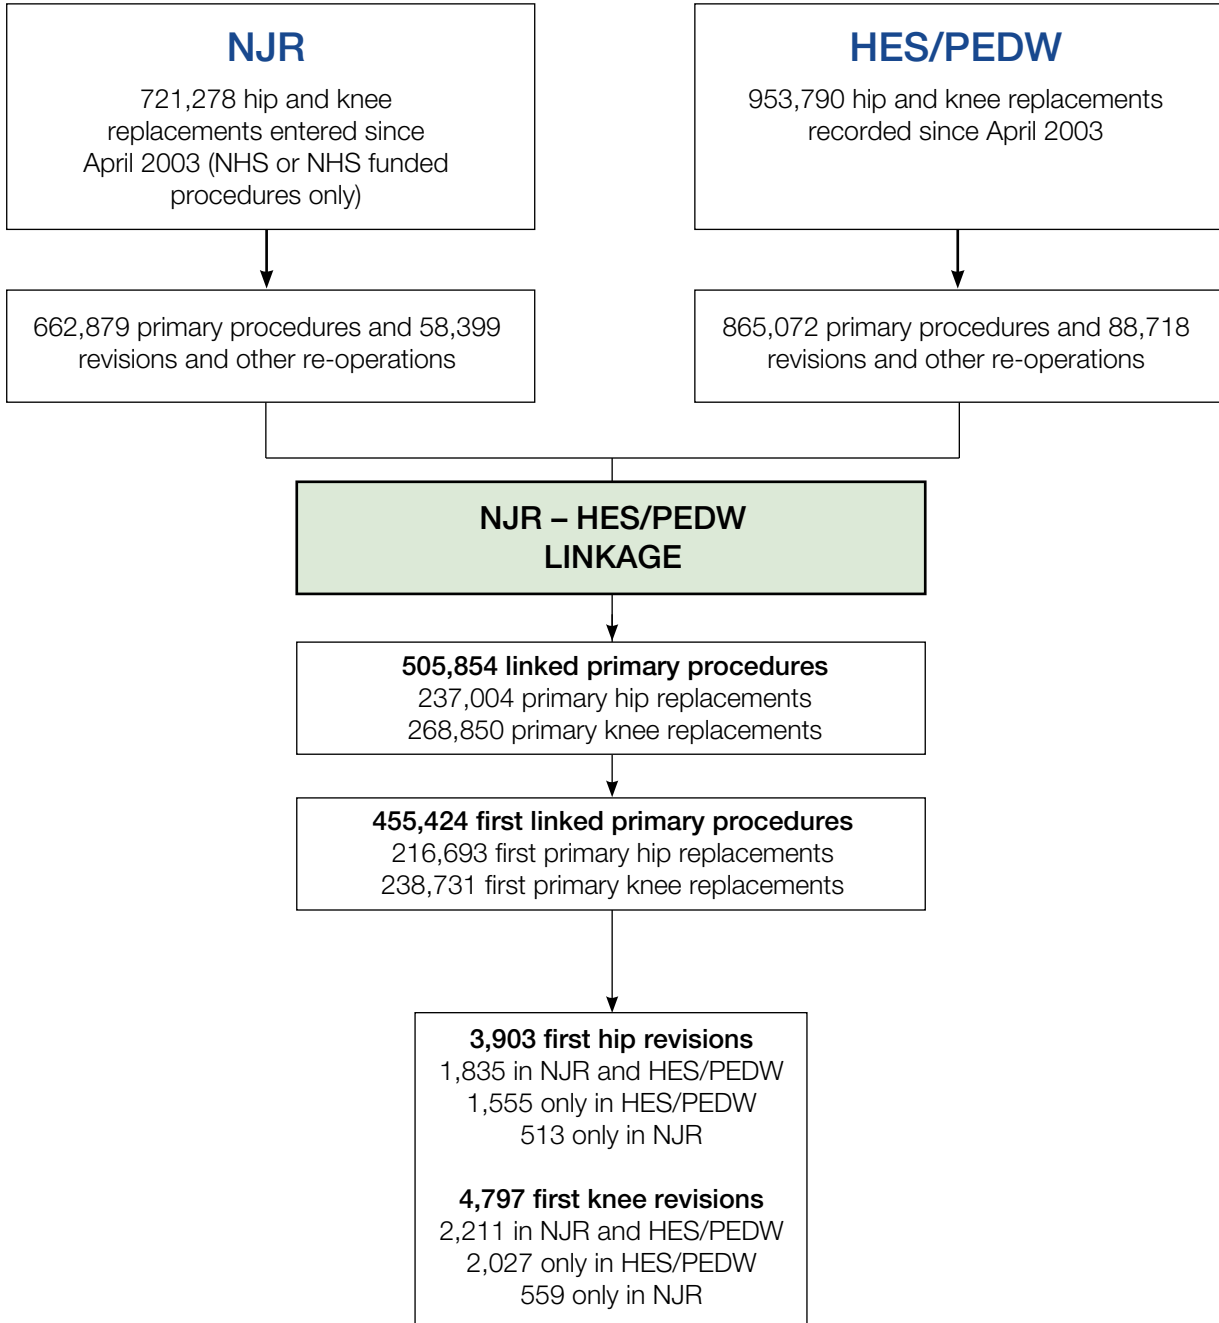 NJR
721,278 hip and knee
replacements entered since
April 2003 (NHS or NHS funded
procedures only)
HES/PEDW
953,790 hip and knee replacements
recorded since April 2003
662,879 primary procedures and 58,399
revisions and other re-operations
865,072 primary procedures and 88,718
revisions and other re-operations
NJR – HES/PEDW
LINKAGE
505,854 linked primary procedures
237,004 primary hip replacements
268,850 primary knee replacements
455,424 first linked primary procedures
216,693 first primary hip replacements
238,731 first primary knee replacements
3,903 first hip revisions
1,835 in NJR and HES/PEDW
1,555 only in HES/PEDW
513 only in NJR
4,797 first knee revisions
2,211 in NJR and HES/PEDW
2,027 only in HES/PEDW
559 only in NJR